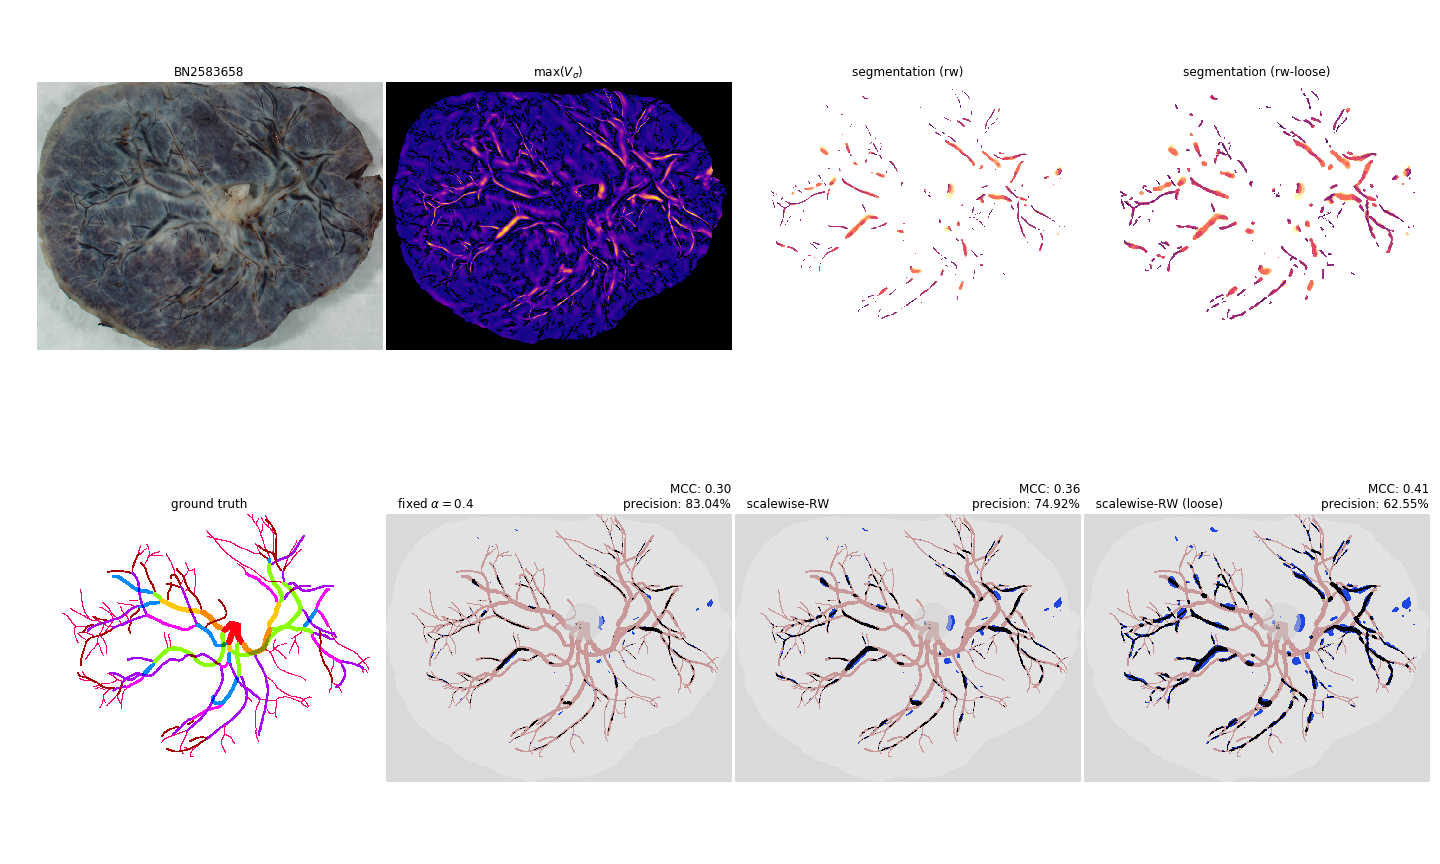 BN2583658
max(V_σ)
segmentation (rw)
segmentation (rw-loose)
ground truth
fixed α = 0.4
MCC: 0.30
precision: 83.04%
scalewise-RW
MCC: 0.36
precision: 74.92%
scalewise-RW (loose)
MCC: 0.41
precision: 62.55%